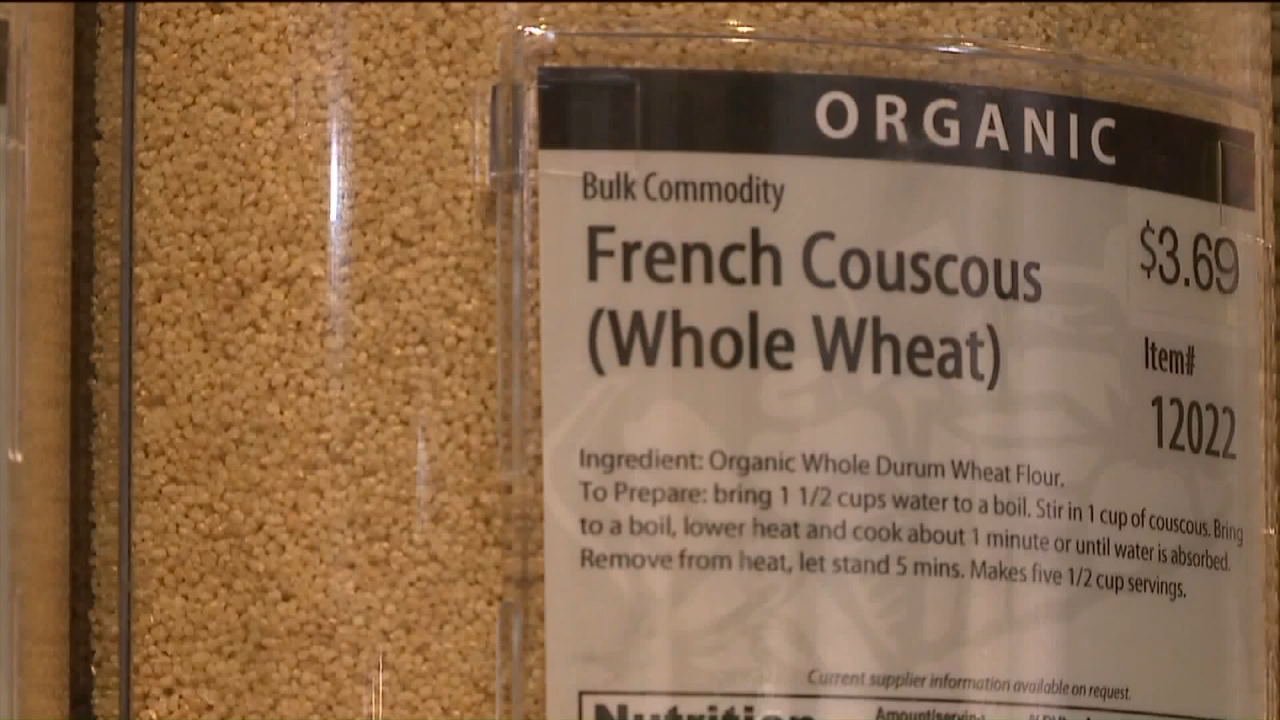 ORGANIC
Bulk Commodity
French Couscous
(Whole Wheat)
$3.69
Item#
12022
Ingredient: Organic Whole Durum Wheat Flour.
To Prepare: bring 1 1/2 cups water to a boil. Stir in 1 cup of couscous. Bring
to a boil, lower heat and cook about 1 minute or until water is absorbed.
Remove from heat, let stand 5 mins. Makes five 1/2 cup servings.
Current supplier information available on request.
Nutrition